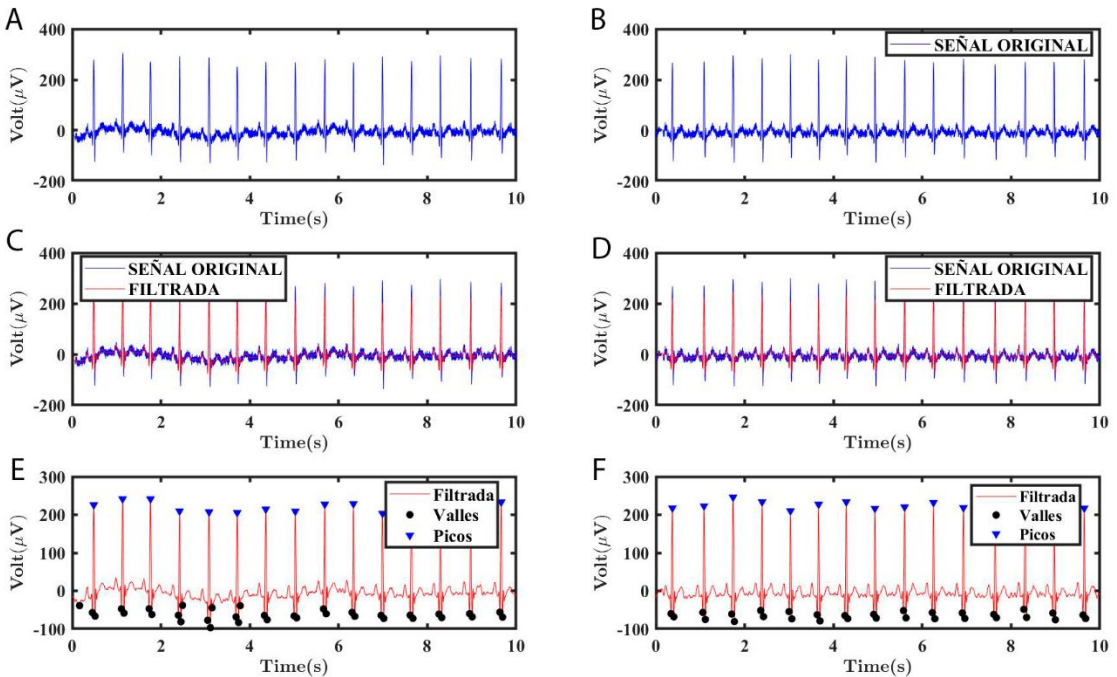 A
400
200
0
-200
Volt(μV)
0 2 4 6 8 10
Time(s)
B
400
200
0
-200
Volt(μV)
SEÑAL ORIGINAL
0 2 4 6 8 10
Time(s)
C
400
200
0
-200
Volt(μV)
SEÑAL ORIGINAL
FILTRADA
0 2 4 6 8 10
Time(s)
D
400
200
0
-200
Volt(μV)
SEÑAL ORIGINAL
FILTRADA
0 2 4 6 8 10
Time(s)
E
300
200
100
0
-100
Volt(μV)
Filtrada
Valles
Picos
0 2 4 6 8 10
Time(s)
F
300
200
100
0
-100
Volt(μV)
Filtrada
Valles
Picos
0 2 4 6 8 10
Time(s)